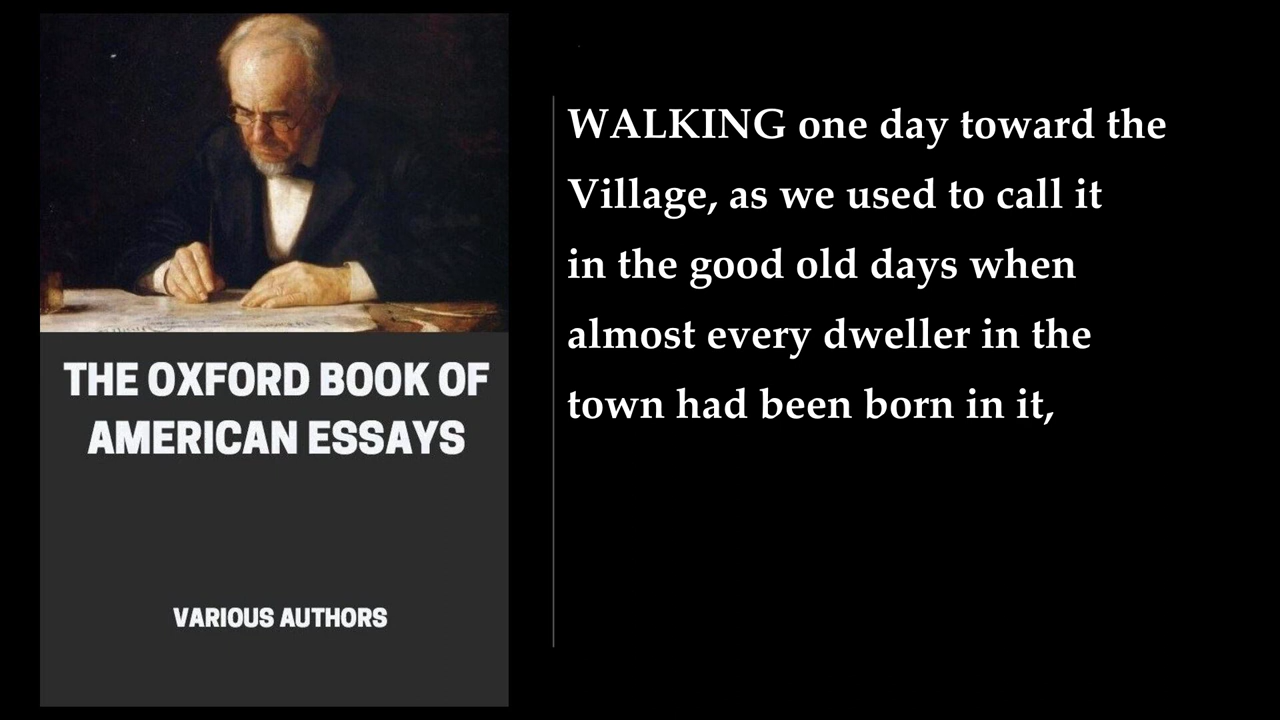 THE OXFORD BOOK OF
AMERICAN ESSAYS
VARIOUS AUTHORS
WALKING one day toward the
Village, as we used to call it
in the good old days when
almost every dweller in the
town had been born in it,